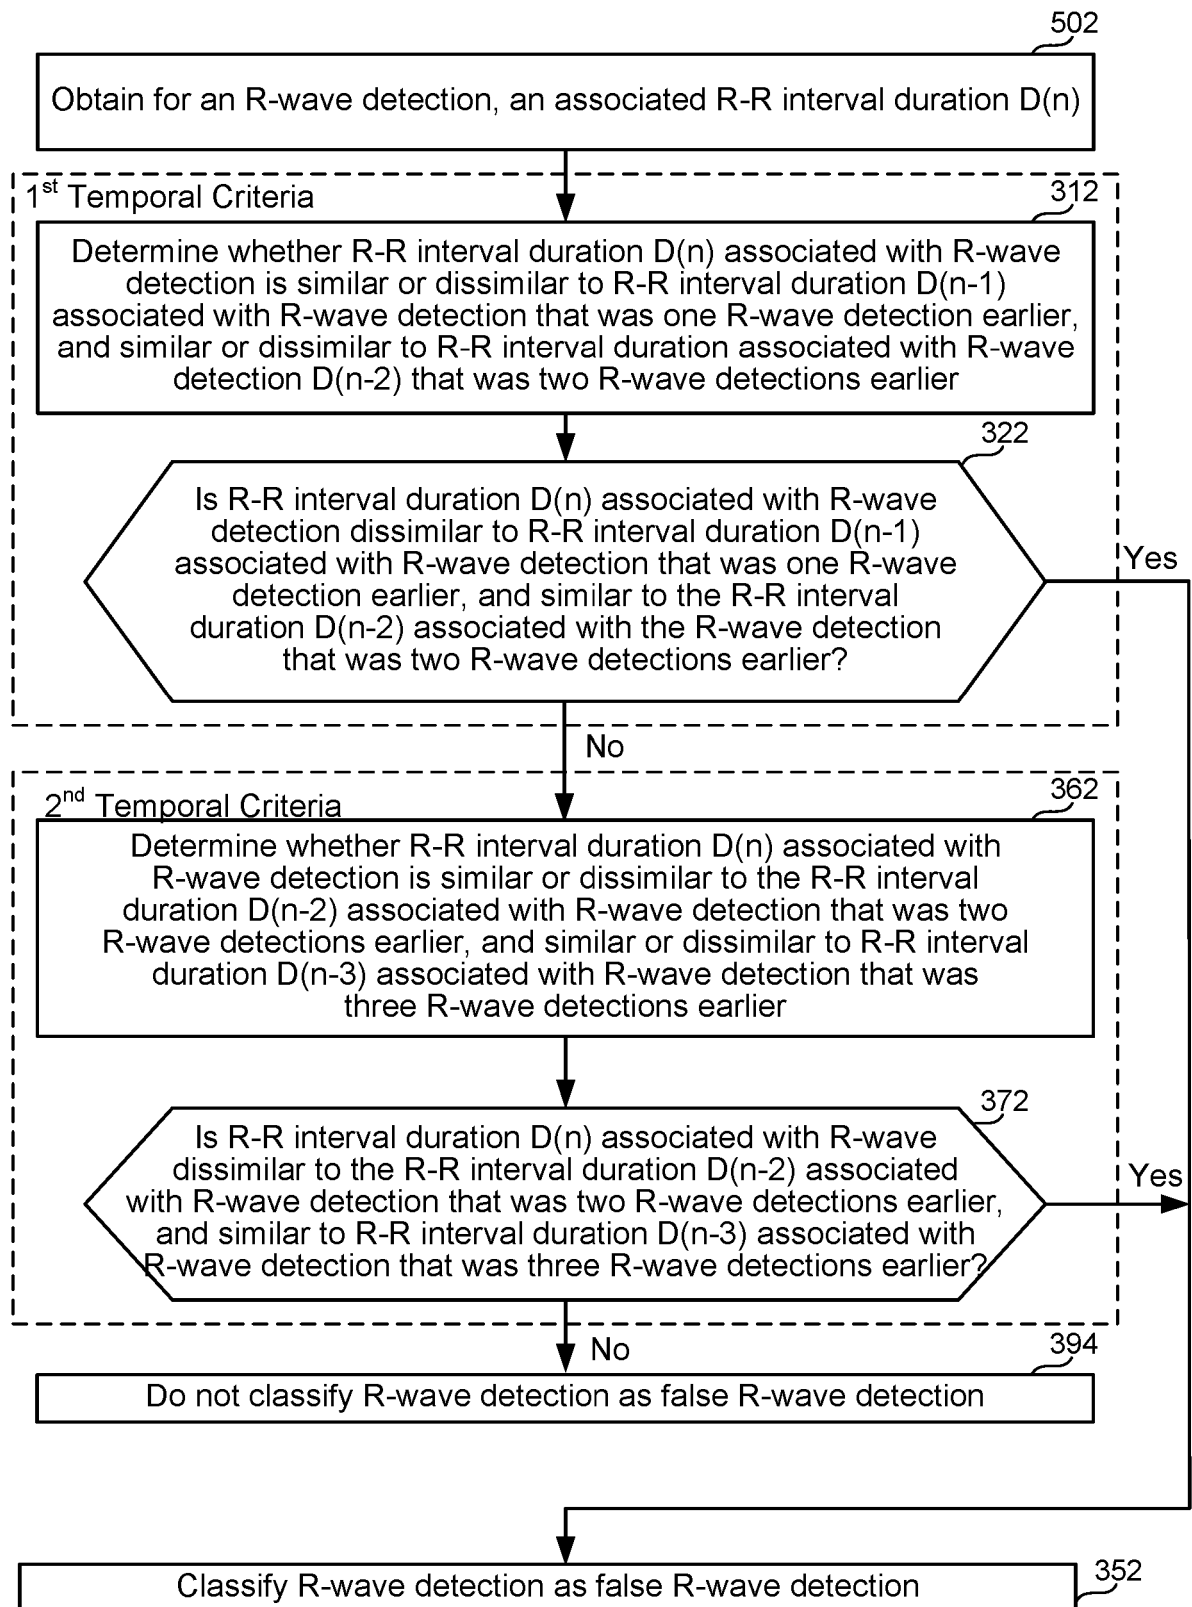 502
Obtain for an R-wave detection, an associated R-R interval duration D(n)
1st Temporal Criteria
312
Determine whether R-R interval duration D(n) associated with R-wave
detection is similar or dissimilar to R-R interval duration D(n-1)
associated with R-wave detection that was one R-wave detection earlier,
and similar or dissimilar to R-R interval duration associated with R-wave
detection D(n-2) that was two R-wave detections earlier
322
Is R-R interval duration D(n) associated with R-wave
detection dissimilar to R-R interval duration D(n-1)
associated with R-wave detection that was one R-wave
detection earlier, and similar to the R-R interval
duration D(n-2) associated with the R-wave detection
that was two R-wave detections earlier?
Yes
No
2nd Temporal Criteria
362
Determine whether R-R interval duration D(n) associated with
R-wave detection is similar or dissimilar to the R-R interval
duration D(n-2) associated with R-wave detection that was two
R-wave detections earlier, and similar or dissimilar to R-R interval
duration D(n-3) associated with R-wave detection that was
three R-wave detections earlier
372
Is R-R interval duration D(n) associated with R-wave
dissimilar to the R-R interval duration D(n-2) associated
with R-wave detection that was two R-wave detections earlier,
and similar to R-R interval duration D(n-3) associated with
R-wave detection that was three R-wave detections earlier?
Yes
No
394
Do not classify R-wave detection as false R-wave detection
352
Classify R-wave detection as false R-wave detection